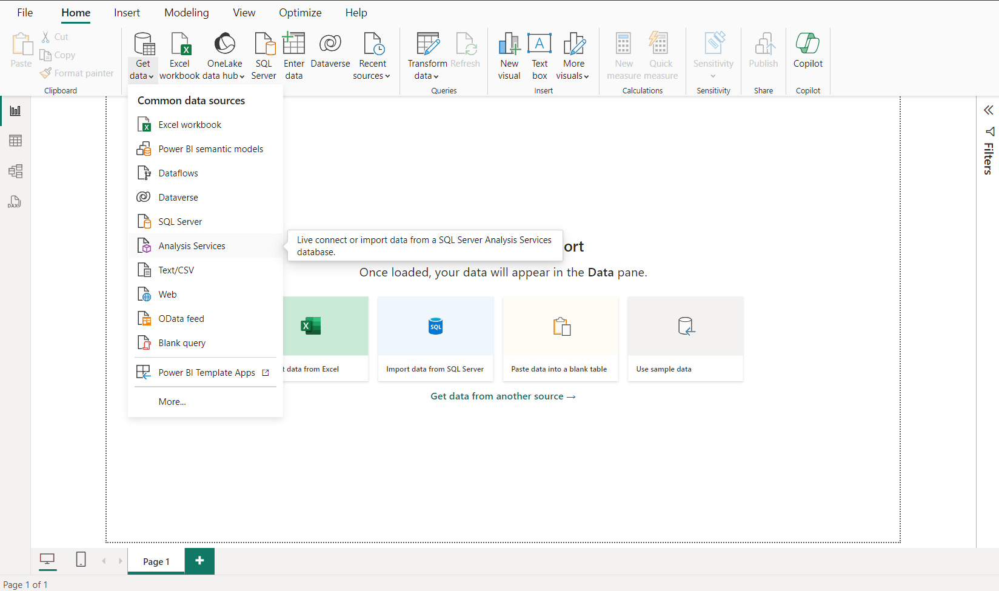 File Home Insert Modeling View Optimize Help
Paste
Cut
Copy
Format painter
Clipboard
Get data
Excel workbook
OneLake data hub
SQL Server
Enter data
Dataverse
Recent sources
Transform data
Refresh
Queries
New visual
Text box
More visuals
Insert
New measure
Quick measure
Calculations
Sensitivity
Sensitivity
Publish
Share
Copilot
Copilot
Common data sources
Excel workbook
Power BI semantic models
Dataflows
Dataverse
SQL Server
Analysis Services
Text/CSV
Web
OData feed
Blank query
Power BI Template Apps
More...
Live connect or import data from a SQL Server Analysis Services
database.
ort
Once loaded, your data will appear in the Data pane.
SQL
t data from Excel
Import data from SQL Server
Paste data into a blank table
Use sample data
Get data from another source →
Filters
DAX
Page 1
Page 1 of 1